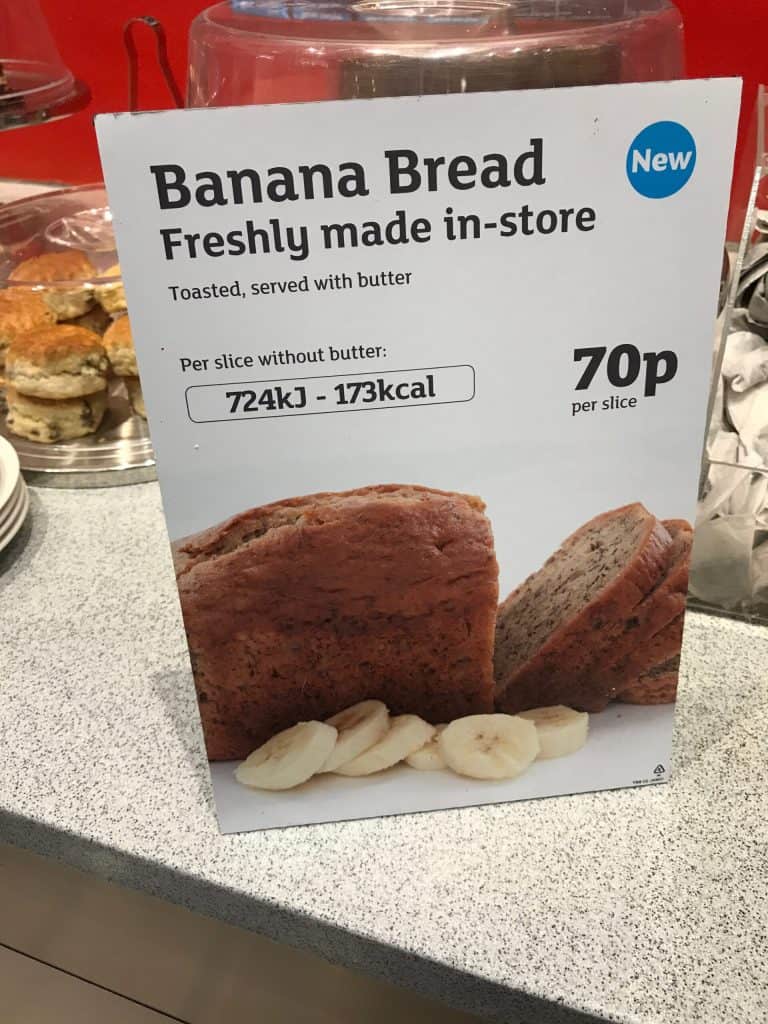 Banana Bread
New
Freshly made in-store
Toasted, served with butter
Per slice without butter:
724kJ - 173kcal
70p
per slice